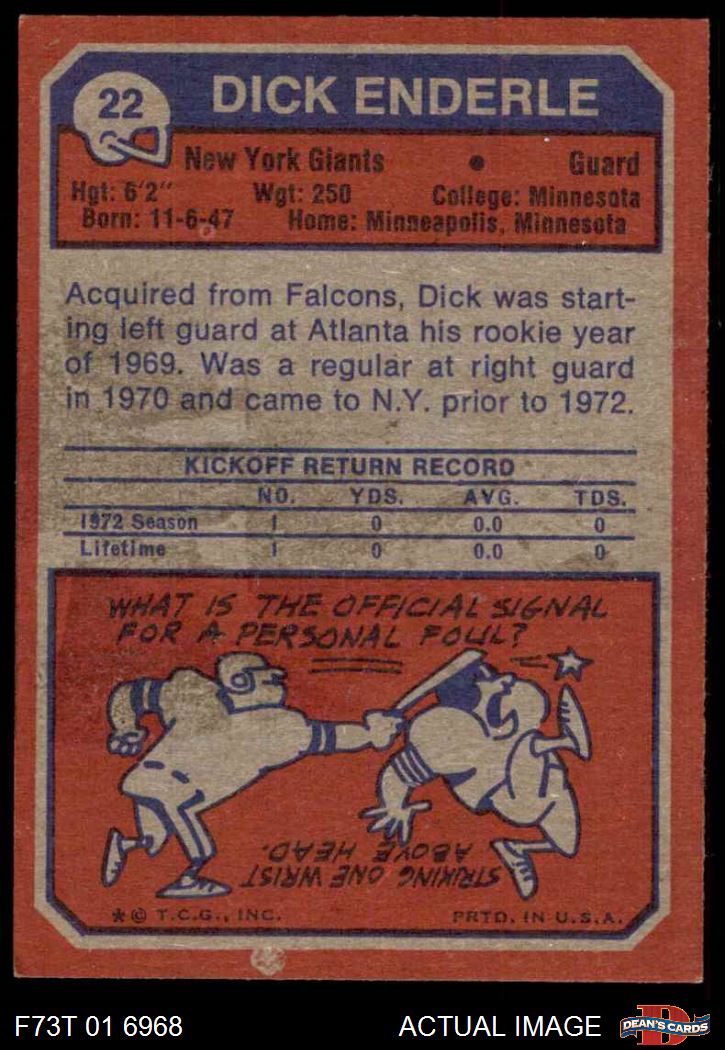 22
DICK ENDERLE
New York Giants • Guard
Hgt: 6'2" Wgt: 250 College: Minnesota
Born: 11-6-47 Home: Minneapolis, Minnesota
Acquired from Falcons, Dick was start-
ing left guard at Atlanta his rookie year
of 1969. Was a regular at right guard
in 1970 and came to N.Y. prior to 1972.
KICKOFF RETURN RECORD
NO. YDS. AVG. TDS.
1972 Season 1 0 0.0 0
Lifetime 1 0 0.0 0
WHAT IS THE OFFICIAL SIGNAL
FOR A PERSONAL FOUL?
STRIKING ONE WRIST
ABOVE HEAD.
*© T.C.G., INC. PRTD. IN U.S.A.
F73T 01 6968 ACTUAL IMAGE
D
DEAN'S CARDS